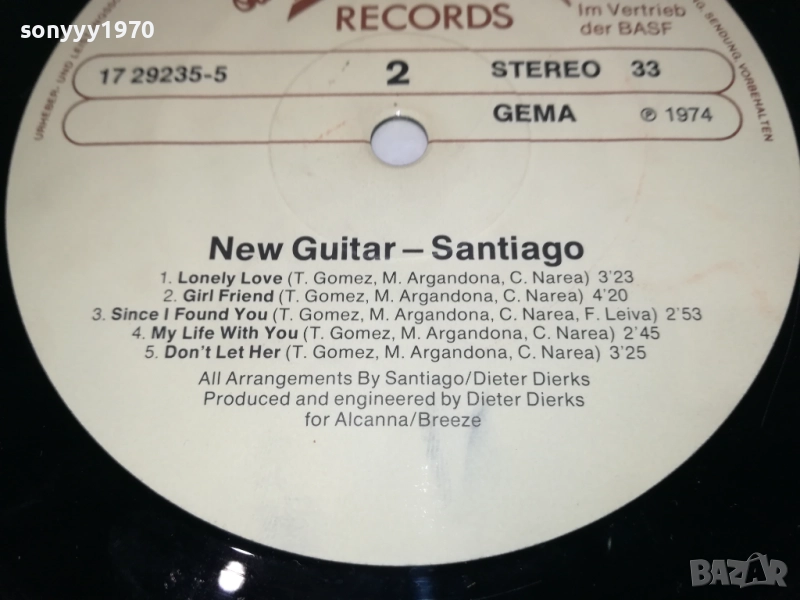 sonyyy1970
RECORDS
Im Vertrieb
der BASF
17 29235-5
2
STEREO 33
GEMA ℗ 1974
URHEBER- UND
SENDUNG, VORBEHALTEN
New Guitar – Santiago
1. Lonely Love (T. Gomez, M. Argandona, C. Narea) 3'23
2. Girl Friend (T. Gomez, M. Argandona, C. Narea) 4'20
3. Since I Found You (T. Gomez, M. Argandona, C. Narea, F. Leiva) 2'53
4. My Life With You (T. Gomez, M. Argandona, C. Narea) 2'45
5. Don't Let Her (T. Gomez, M. Argandona, C. Narea) 3'25
All Arrangements By Santiago/Dieter Dierks
Produced and engineered by Dieter Dierks
for Alcanna/Breeze
BAZAR